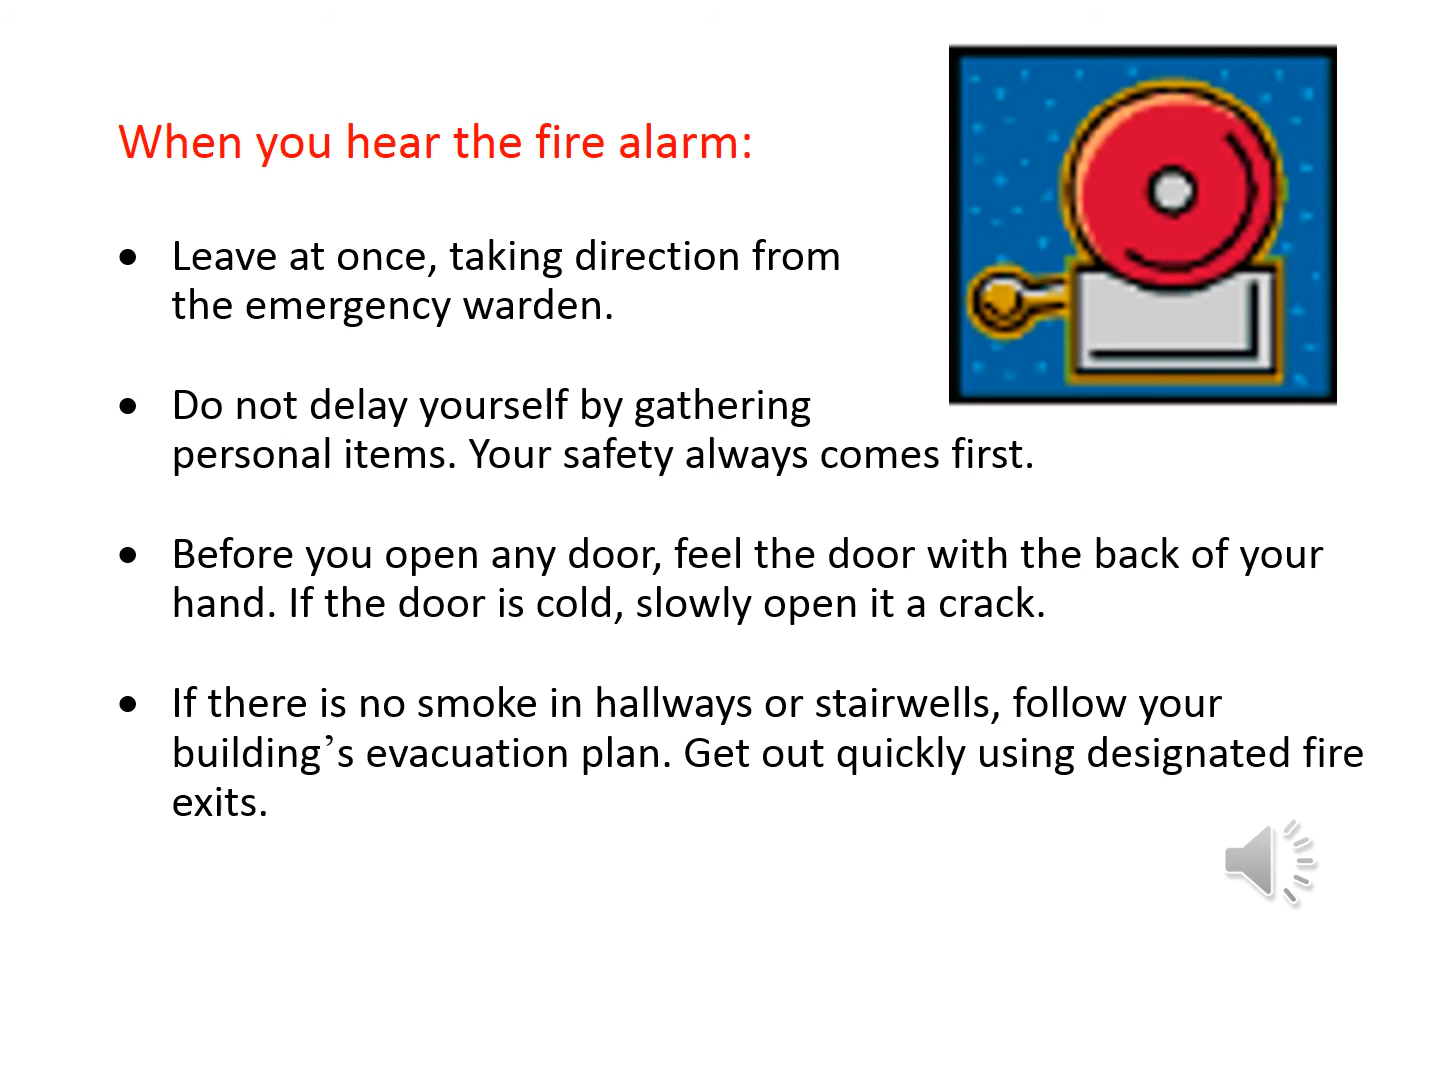 When you hear the fire alarm:
• Leave at once, taking direction from
the emergency warden.
• Do not delay yourself by gathering
personal items. Your safety always comes first.
• Before you open any door, feel the door with the back of your
hand. If the door is cold, slowly open it a crack.
• If there is no smoke in hallways or stairwells, follow your
building’s evacuation plan. Get out quickly using designated fire
exits.